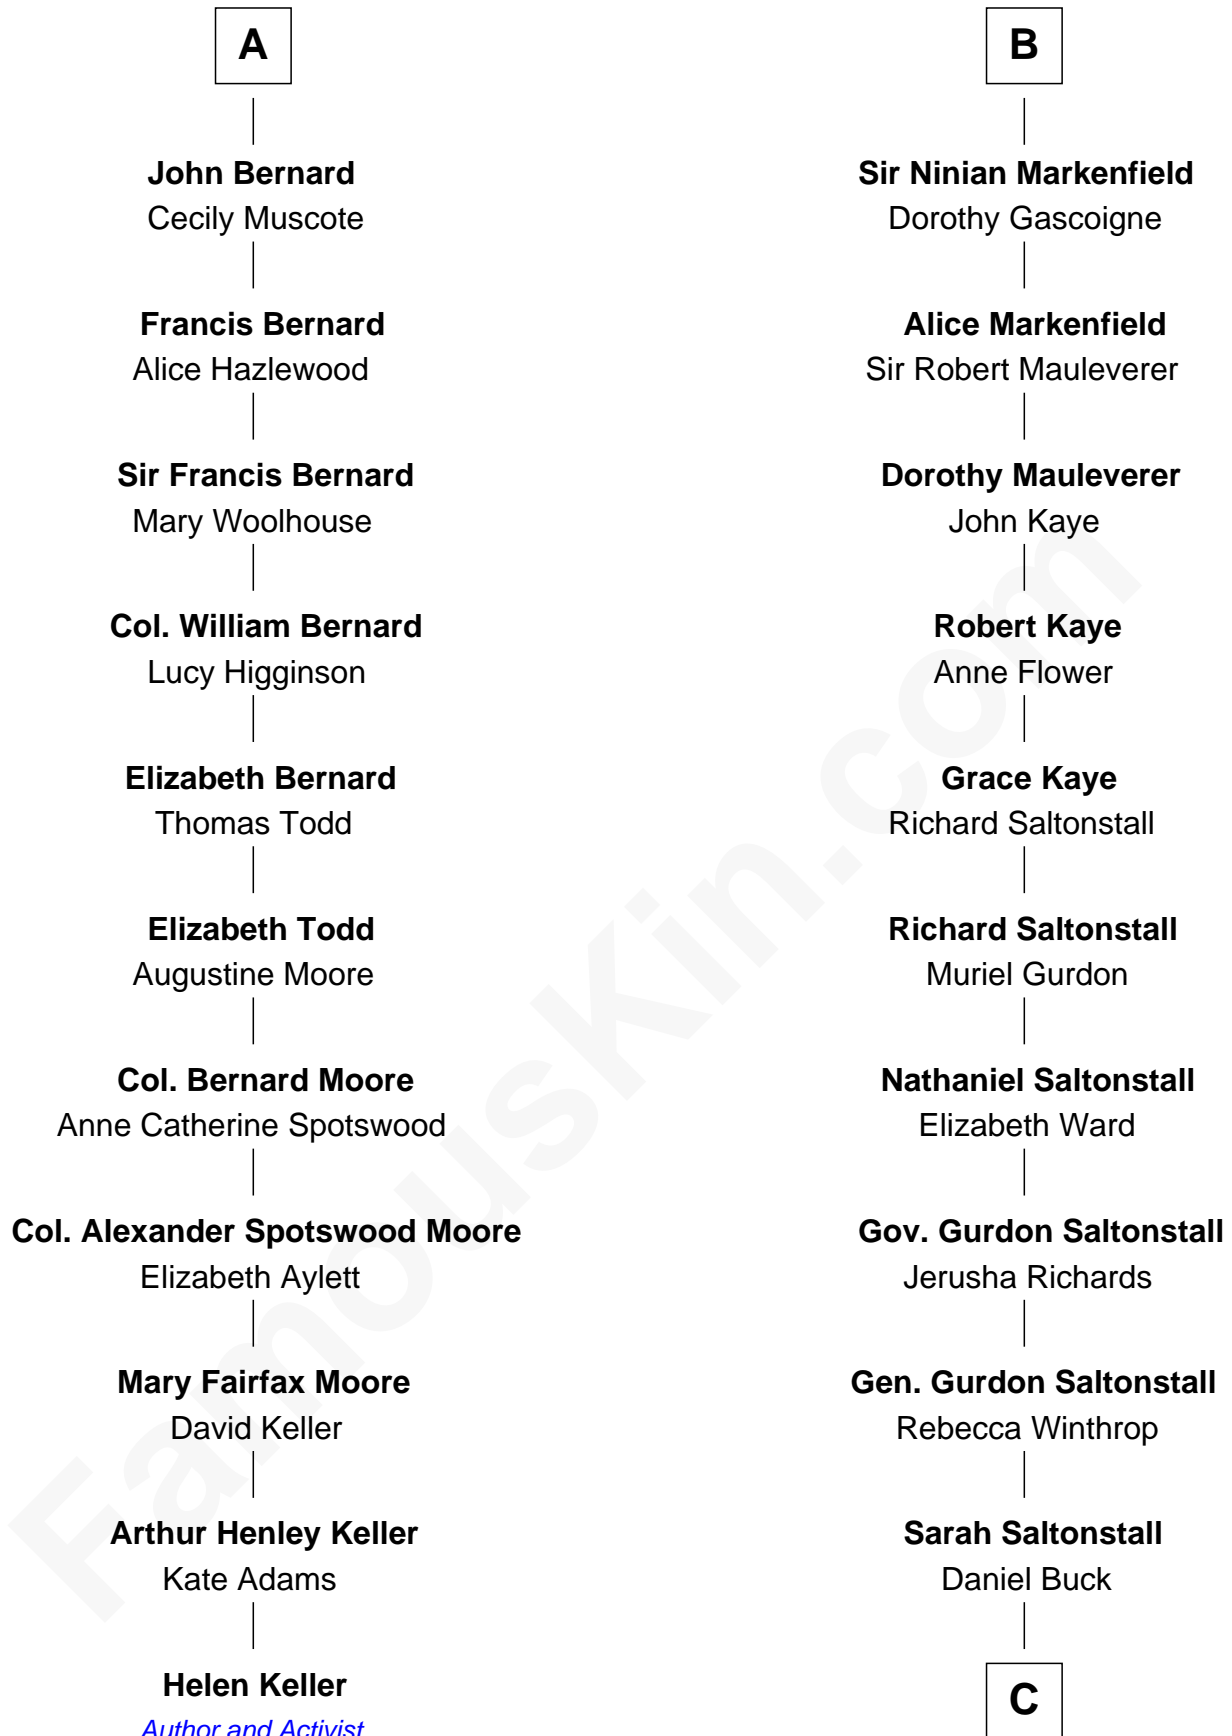 A
John Bernard
Cecily Muscote
Francis Bernard
Alice Hazlewood
Sir Francis Bernard
Mary Woolhouse
Col. William Bernard
Lucy Higginson
Elizabeth Bernard
Thomas Todd
Elizabeth Todd
Augustine Moore
Col. Bernard Moore
Anne Catherine Spotswood
Col. Alexander Spotswood Moore
Elizabeth Aylett
Mary Fairfax Moore
David Keller
Arthur Henley Keller
Kate Adams
Helen Keller
Author and Activist
B
Sir Ninian Markenfield
Dorothy Gascoigne
Alice Markenfield
Sir Robert Mauleverer
Dorothy Mauleverer
John Kaye
Robert Kaye
Anne Flower
Grace Kaye
Richard Saltonstall
Richard Saltonstall
Muriel Gurdon
Nathaniel Saltonstall
Elizabeth Ward
Gov. Gurdon Saltonstall
Jerusha Richards
Gen. Gurdon Saltonstall
Rebecca Winthrop
Sarah Saltonstall
Daniel Buck
C
FamousKin.com